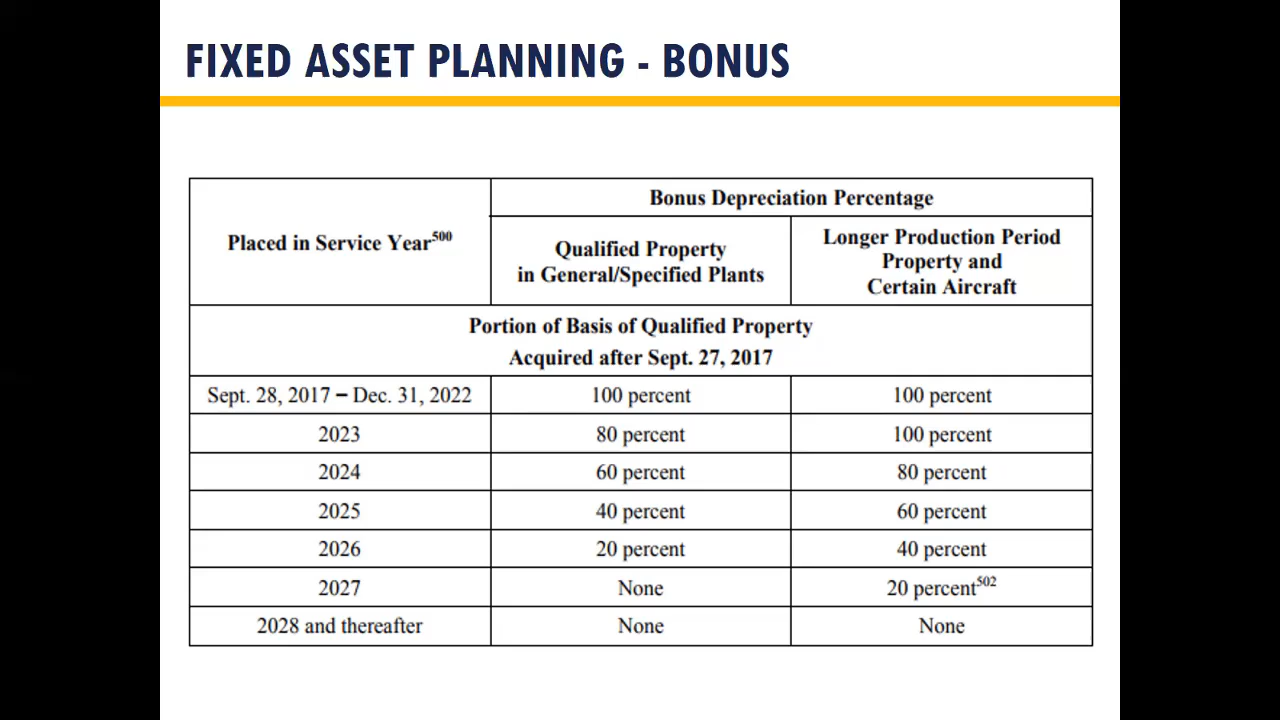 FIXED ASSET PLANNING - BONUS
Placed in Service Year500
Bonus Depreciation Percentage
Qualified Property
in General/Specified Plants
Longer Production Period
Property and
Certain Aircraft
Portion of Basis of Qualified Property
Acquired after Sept. 27, 2017
Sept. 28, 2017 – Dec. 31, 2022 100 percent 100 percent
2023 80 percent 100 percent
2024 60 percent 80 percent
2025 40 percent 60 percent
2026 20 percent 40 percent
2027 None 20 percent502
2028 and thereafter None None